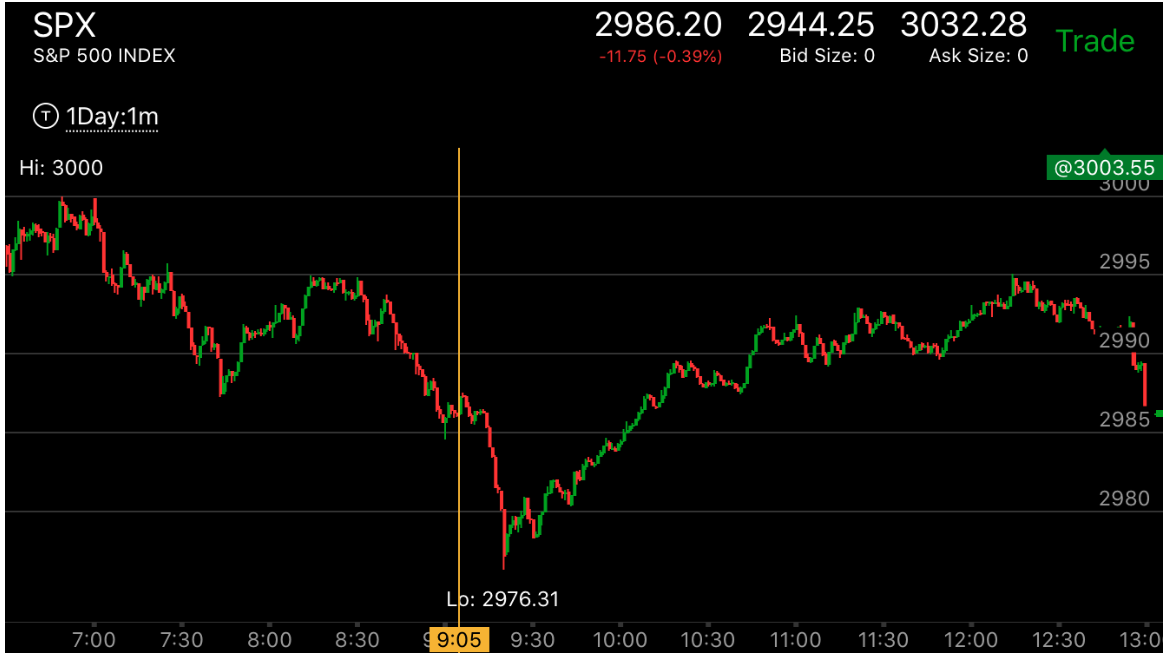 SPX 2986.20 2944.25 3032.28 Trade
S&P 500 INDEX -11.75 (-0.39%) Bid Size: 0 Ask Size: 0
T 1Day:1m
Hi: 3000 @3003.55
3000
2995
2990
2985
2980
Lo: 2976.31
7:00 7:30 8:00 8:30 9:05 9:30 10:00 10:30 11:00 11:30 12:00 12:30 13:00